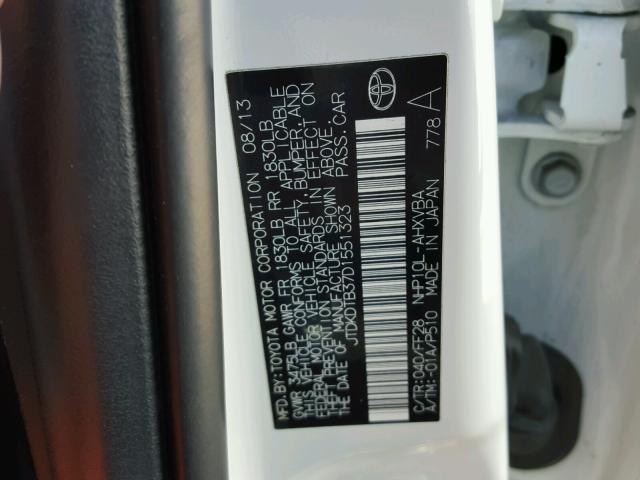 MFD.BY:TOYOTA MOTOR CORPORATION 08/13
GVWR 3479LB GAWR FR 1830LB RR 1830LB
THIS VEHICLE CONFORMS TO ALL APPLICABLE
FEDERAL MOTOR VEHICLE SAFETY, BUMPER, AND
THEFT PREVENTION STANDARDS IN EFFECT ON
THE DATE OF MANUFACTURE SHOWN ABOVE.
JTDKDTB37D1551323 PASS.CAR
C/TR:040/FF28 NHP10L-AHXVBA
A/TM:-01A/P510 MADE IN JAPAN 778 A